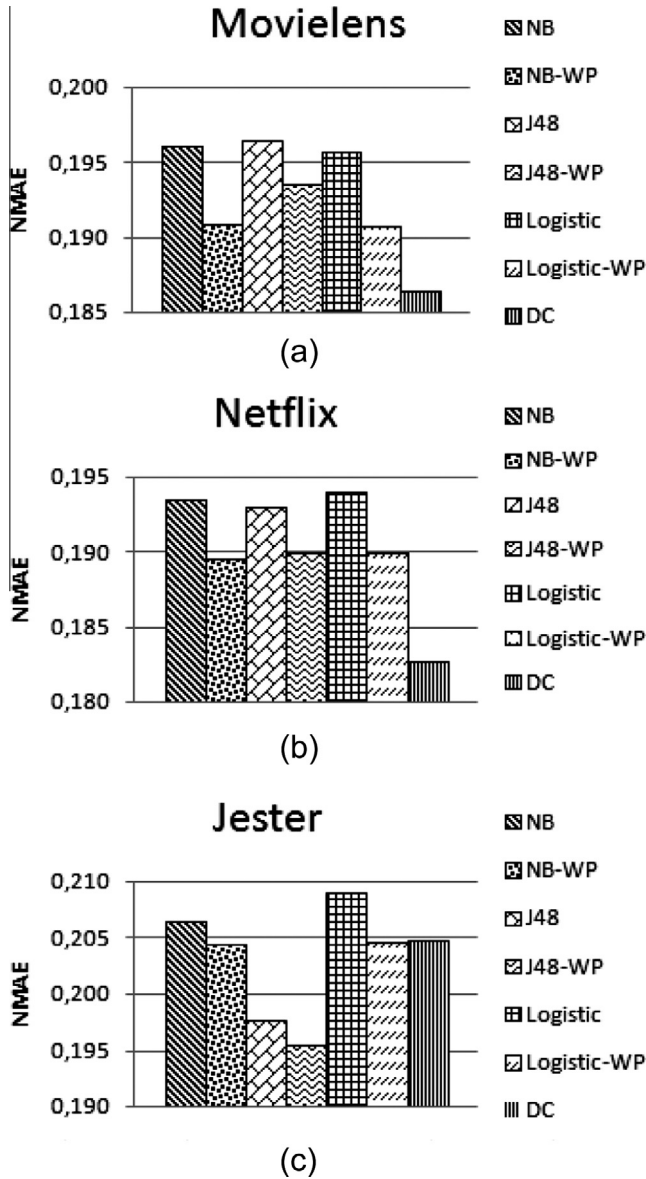 Movielens
NMAE
0,200
0,195
0,190
0,185
NB
NB-WP
J48
J48-WP
Logistic
Logistic-WP
DC
(a)
Netflix
NMAE
0,195
0,190
0,185
0,180
NB
NB-WP
J48
J48-WP
Logistic
Logistic-WP
DC
(b)
Jester
NMAE
0,210
0,205
0,200
0,195
0,190
NB
NB-WP
J48
J48-WP
Logistic
Logistic-WP
DC
(c)